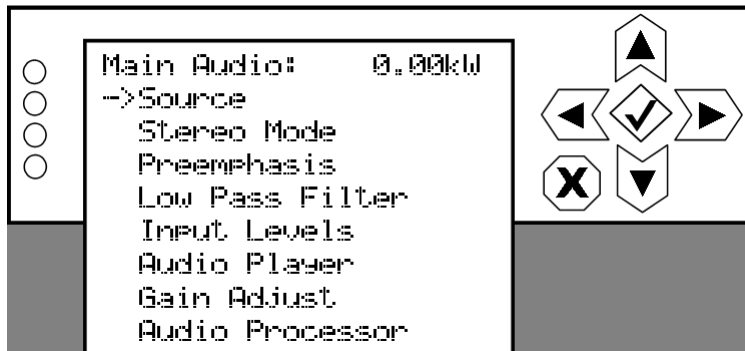 Main Audio: 0.00kW
->Source
Stereo Mode
Preemphasis
Low Pass Filter
Input Levels
Audio Player
Gain Adjust
Audio Processor
X